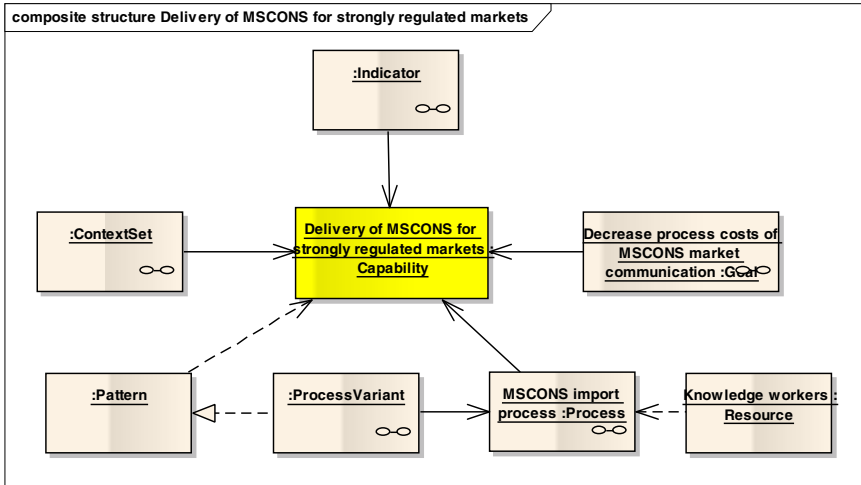 composite structure Delivery of MSCONS for strongly regulated markets
:Indicator
:ContextSet
Delivery of MSCONS for
strongly regulated markets :
Capability
Decrease process costs of
MSCONS market
communication :Goal
:Pattern
:ProcessVariant
MSCONS import
process :Process
Knowledge workers :
Resource